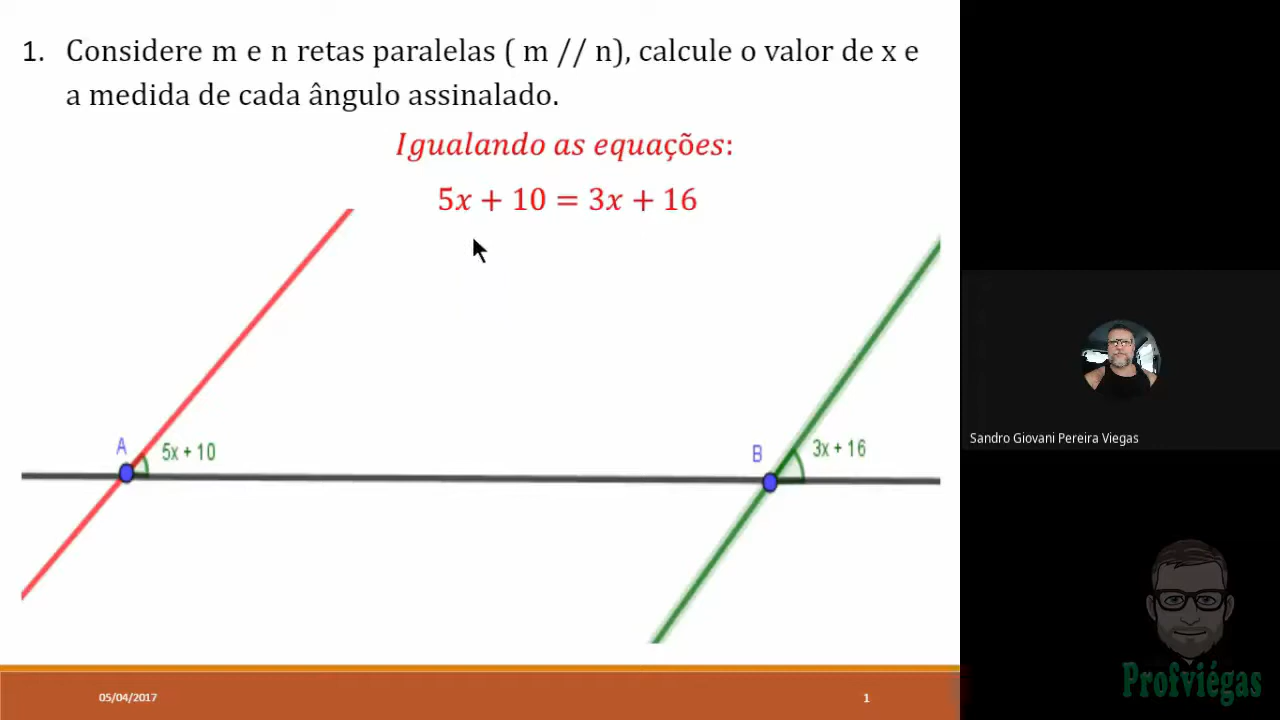 1. Considere m e n retas paralelas ( m // n), calcule o valor de x e
a medida de cada ângulo assinalado.
Igualando as equações:
5x + 10 = 3x + 16
A
5x + 10
B
3x + 16
Sandro Giovani Pereira Viegas
Profviégas
05/04/2017
1